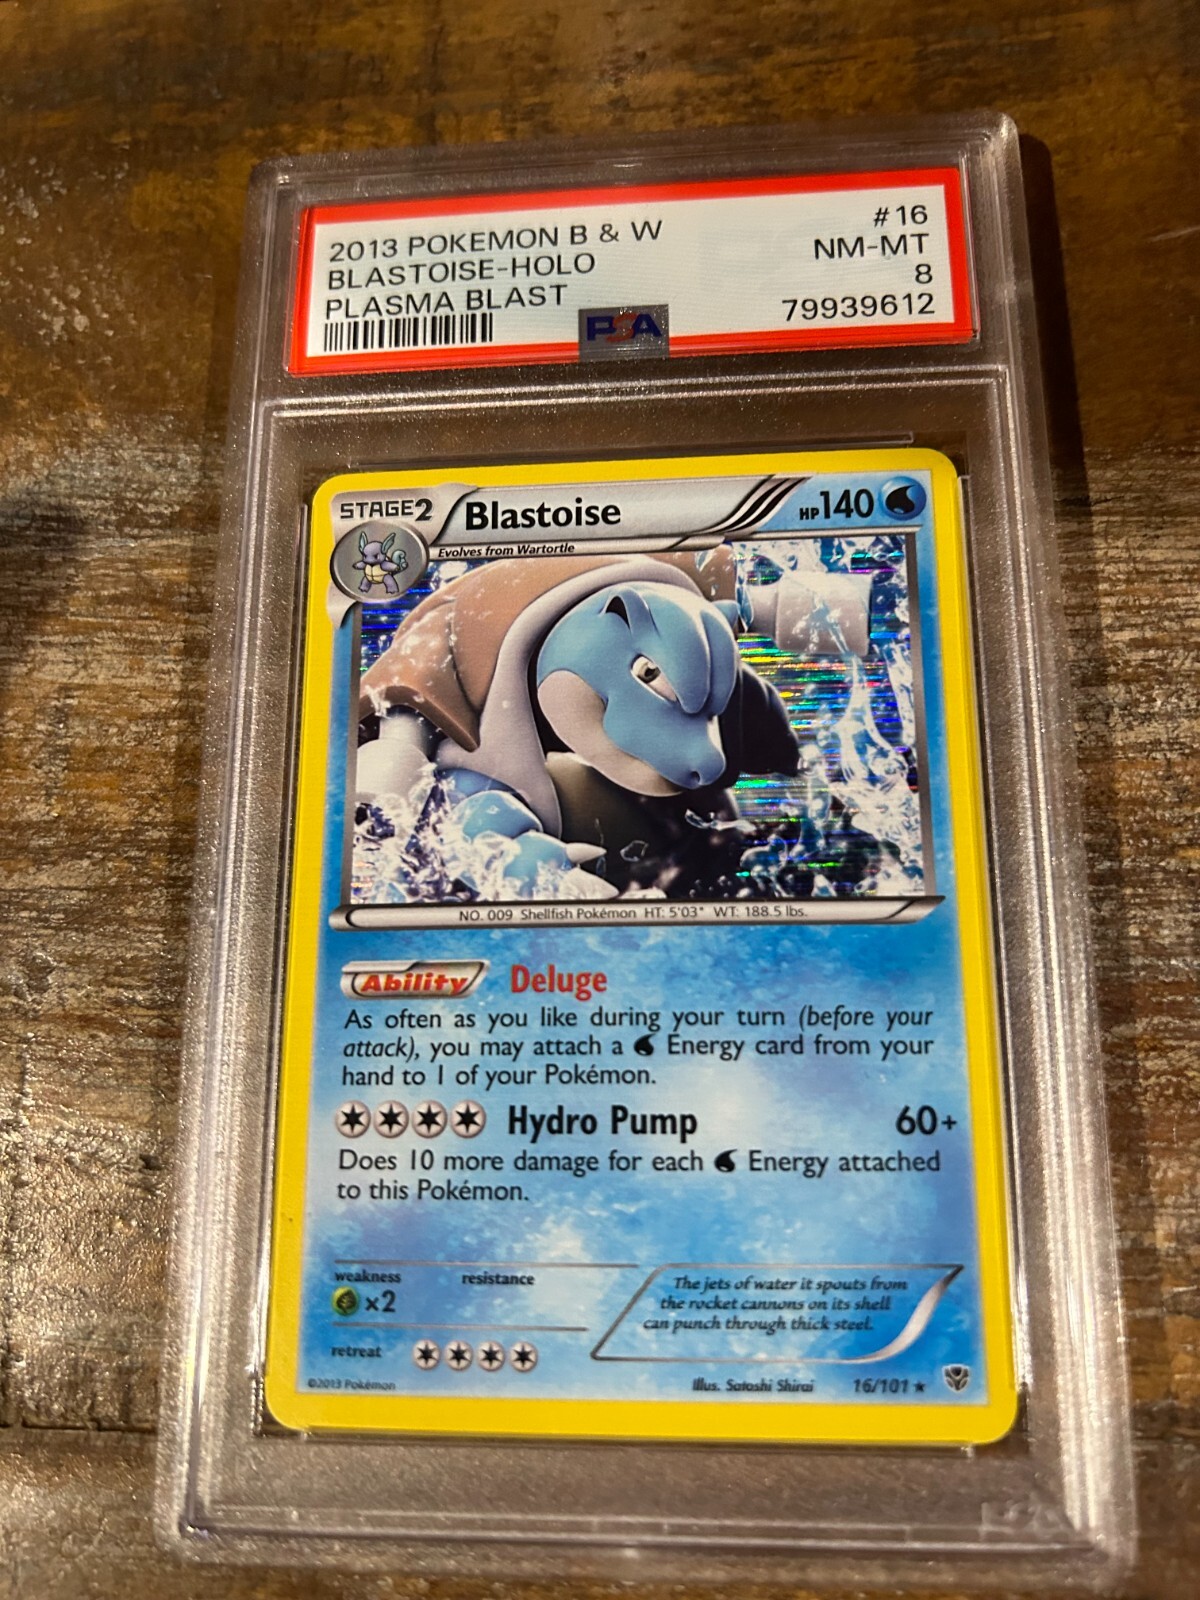 2013 POKEMON B & W
#16
BLASTOISE-HOLO
NM-MT
PLASMA BLAST
8
PSA
79939612
STAGE2
Blastoise
HP140
Evolves from Wartortle
NO. 009 Shellfish Pokémon HT: 5'03" WT: 188.5 lbs.
Ability Deluge
As often as you like during your turn (before your
attack), you may attach a Energy card from your
hand to 1 of your Pokémon.
Hydro Pump 60+
Does 10 more damage for each Energy attached
to this Pokémon.
weakness resistance
x2
The jets of water it spouts from
the rocket cannons on its shell
can punch through thick steel.
retreat
©2013 Pokémon
Illus. Satoshi Shirai
16/101 ★